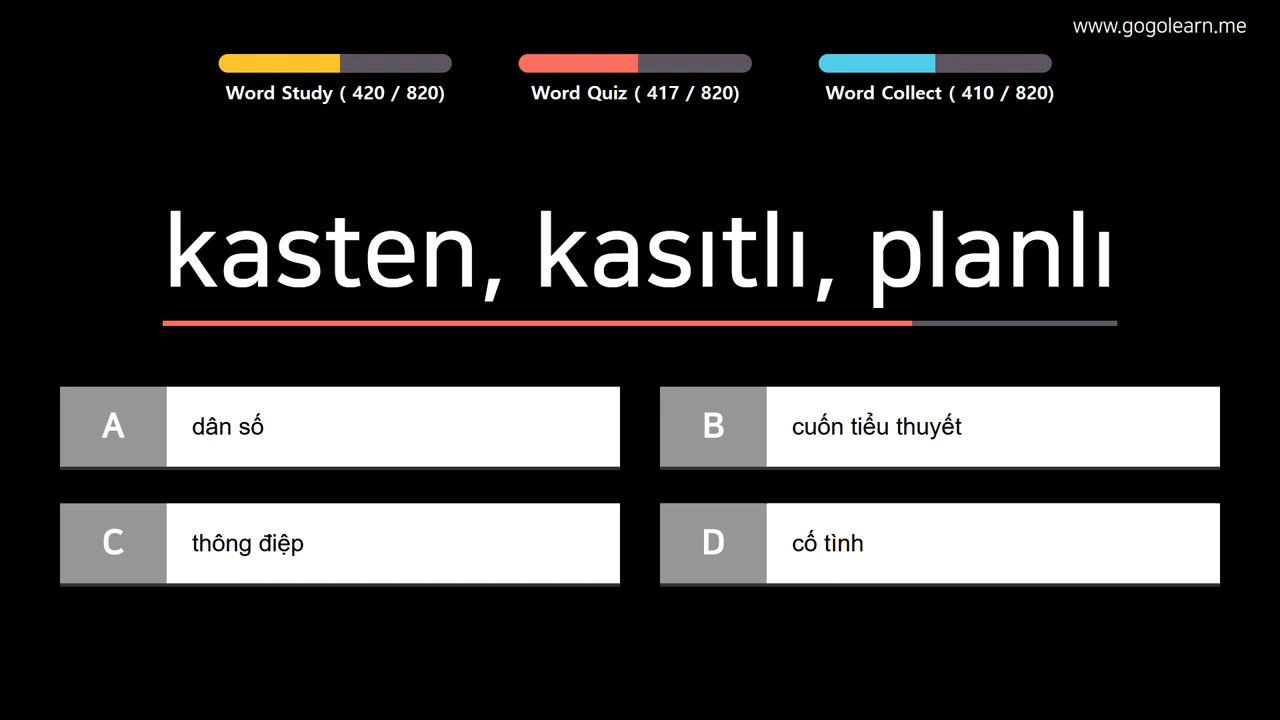 www.gogolearn.me
Word Study ( 420 / 820)
Word Quiz ( 417 / 820)
Word Collect ( 410 / 820)
kasten, kasıtlı, planlı
A
dân số
B
cuốn tiểu thuyết
C
thông điệp
D
cố tình